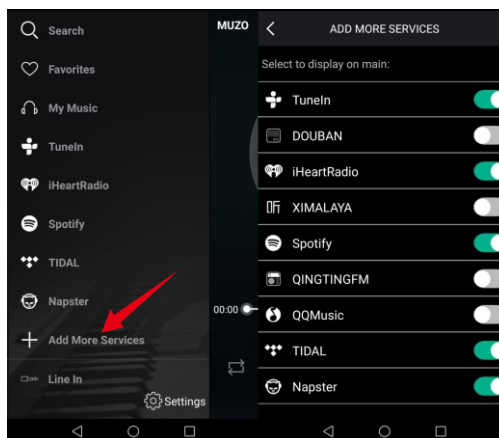 Search
Favorites
My Music
TuneIn
iHeartRadio
Spotify
TIDAL
Napster
Add More Services
Line In
Settings
MUZO
00:00
ADD MORE SERVICES
Select to display on main:
TuneIn
DOUBAN
iHeartRadio
XIMALAYA
Spotify
QINGTINGFM
QQMusic
TIDAL
Napster